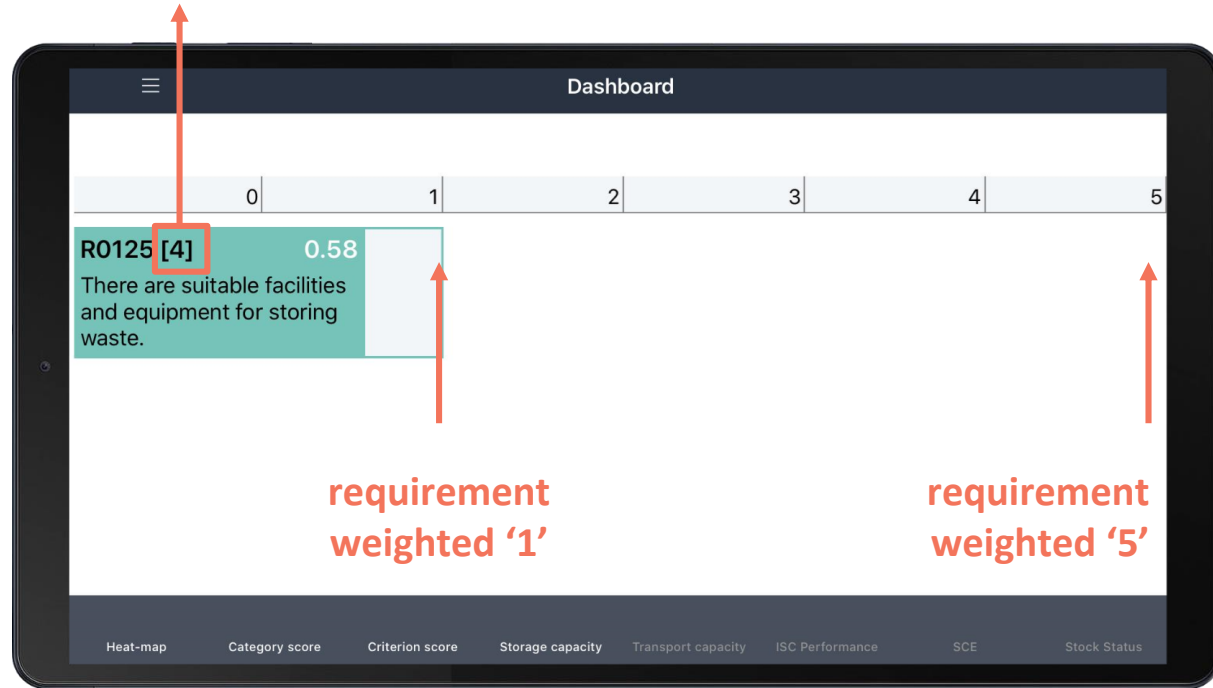 Dashboard
0 1 2 3 4 5
R0125 [4] 0.58
There are suitable facilities
and equipment for storing
waste.
requirement
weighted ‘1’
requirement
weighted ‘5’
Heat-map Category score Criterion score Storage capacity Transport capacity ISC Performance SCE Stock Status